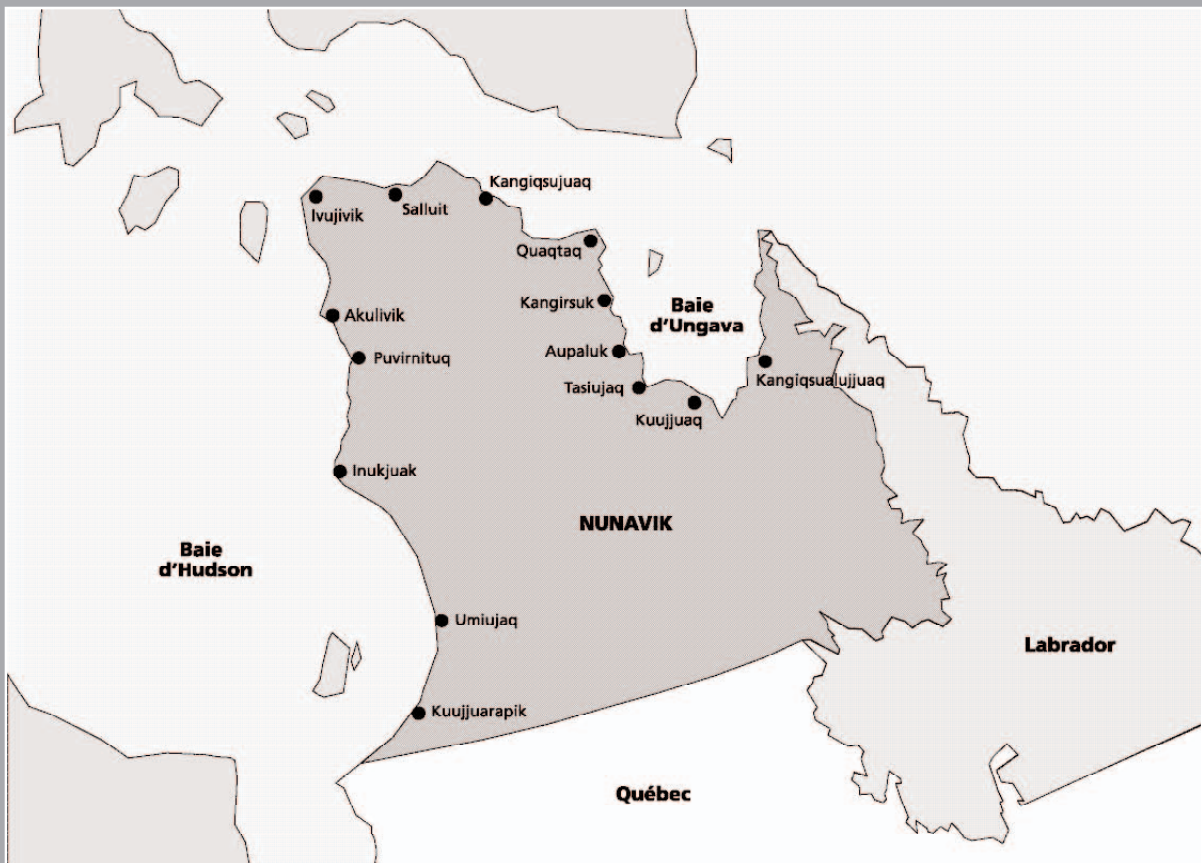 Kangiqsujuaq
Ivujivik
Salluit
Quaqtaq
Kangirsuk
Baie
d'Ungava
Akulivik
Puvirnituq
Aupaluk
Tasiujaq
Kangiqsualujjuaq
Kuujjuaq
Inukjuak
NUNAVIK
Baie
d'Hudson
Umiujaq
Labrador
Kuujjuarapik
Québec